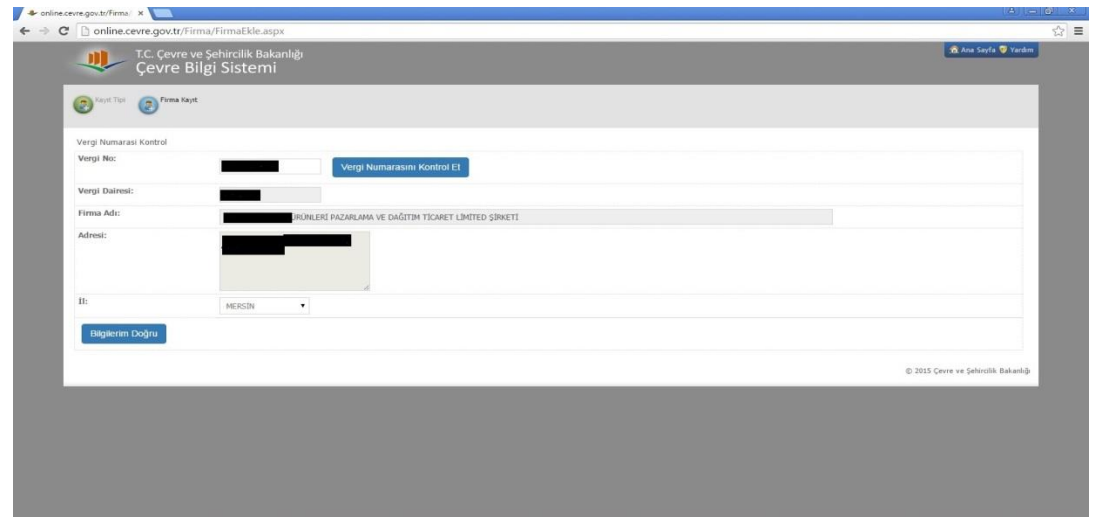 online.cevre.gov.tr/Firma/
online.cevre.gov.tr/Firma/FirmaEkle.aspx
T.C. Çevre ve Şehircilik Bakanlığı
Çevre Bilgi Sistemi
Ana Sayfa Yardım
Kayıt Tipi Firma Kayıt
Vergi Numarasi Kontrol
Vergi No: Vergi Numarasını Kontrol Et
Vergi Dairesi:
Firma Adı: ÜRÜNLERİ PAZARLAMA VE DAĞITIM TİCARET LİMİTED ŞİRKETİ
Adresi:
İl: MERSİN
Bilgilerim Doğru
© 2015 Çevre ve Şehircilik Bakanlığı